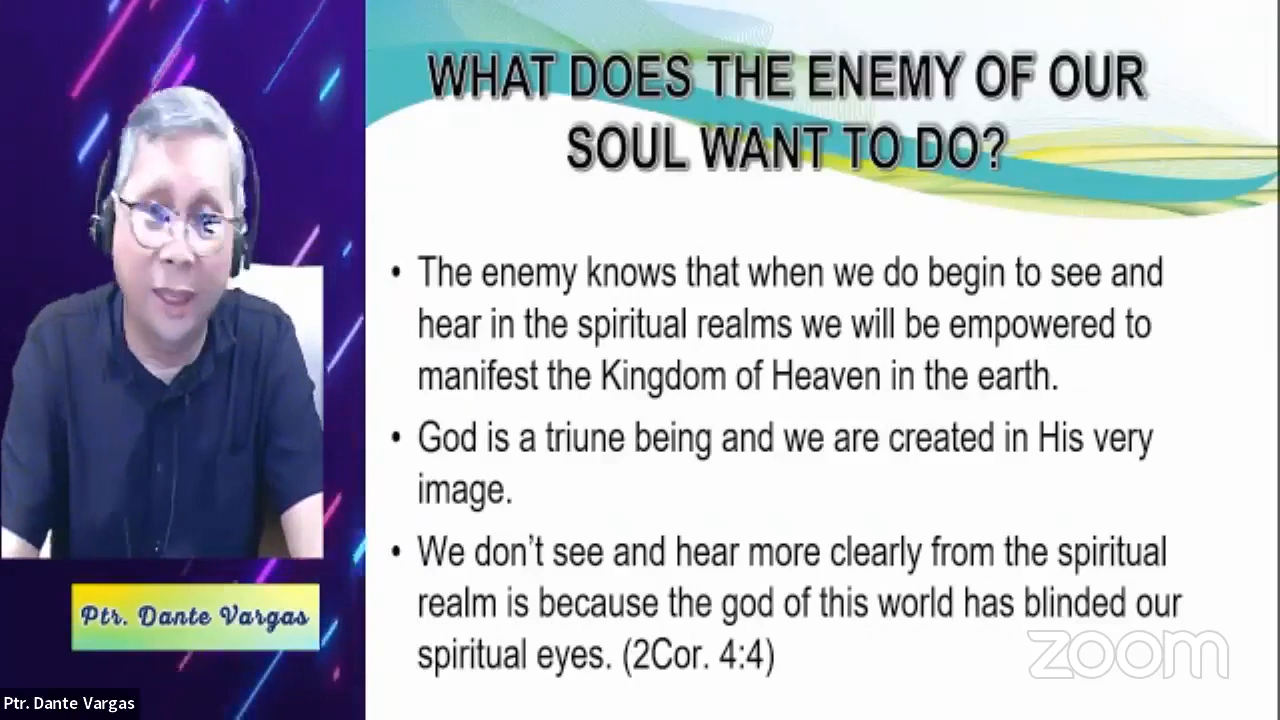 WHAT DOES THE ENEMY OF OUR
SOUL WANT TO DO?
• The enemy knows that when we do begin to see and
hear in the spiritual realms we will be empowered to
manifest the Kingdom of Heaven in the earth.
• God is a triune being and we are created in His very
image.
• We don’t see and hear more clearly from the spiritual
realm is because the god of this world has blinded our
spiritual eyes. (2Cor. 4:4)
zoom
Ptr. Dante Vargas
Ptr. Dante Vargas